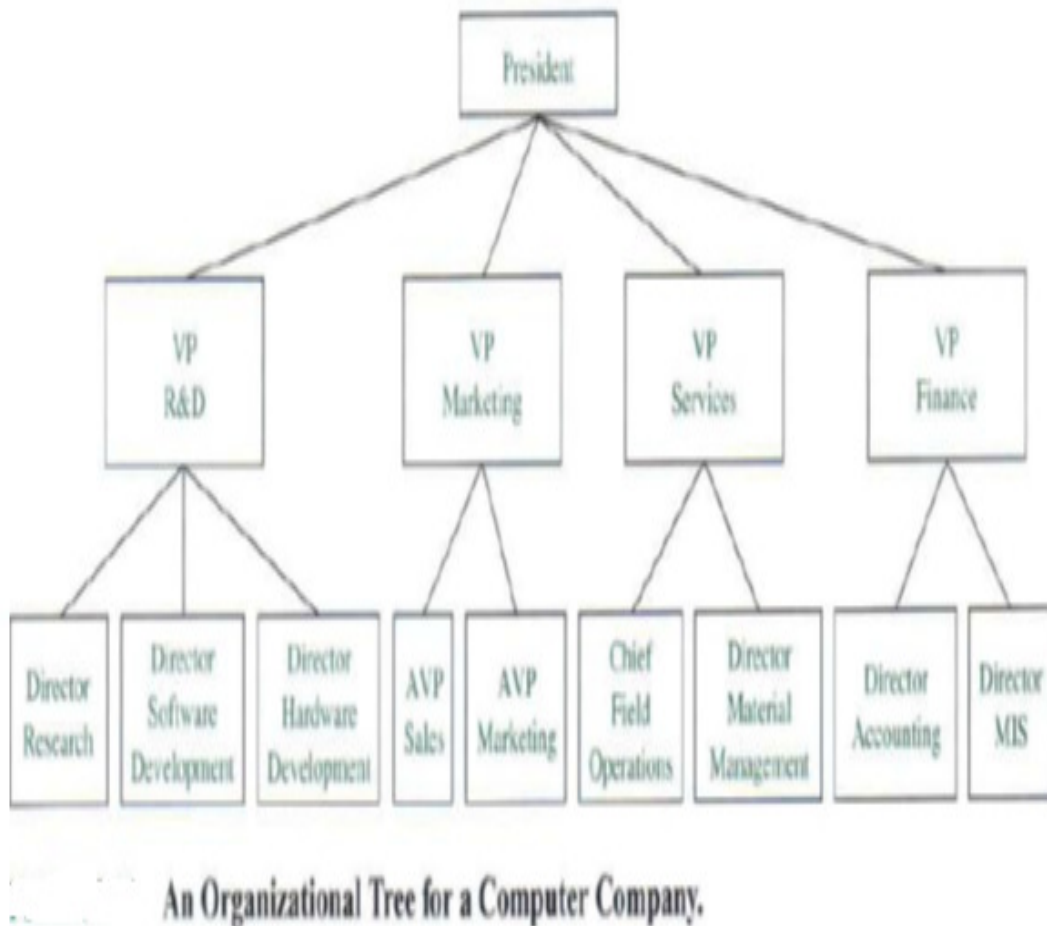 President
VP
R&D
VP
Marketing
VP
Services
VP
Finance
Director
Research
Director
Software
Development
Director
Hardware
Development
AVP
Sales
AVP
Marketing
Chief
Field
Operations
Director
Material
Management
Director
Accounting
Director
MIS
An Organizational Tree for a Computer Company.